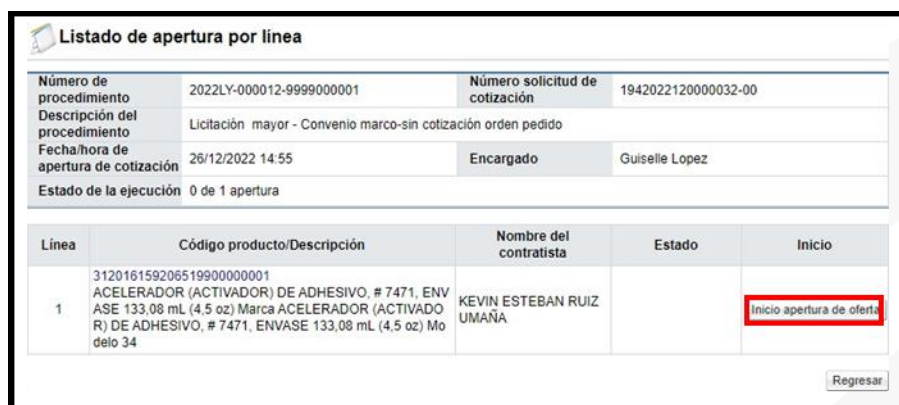 Listado de apertura por linea
Número de procedimiento 2022LY-000012-9999000001 Número solicitud de cotización 1942022120000032-00
Descripción del procedimiento Licitación mayor - Convenio marco-sin cotización orden pedido
Fecha/hora de apertura de cotización 26/12/2022 14:55 Encargado Guiselle Lopez
Estado de la ejecución 0 de 1 apertura
Línea Código producto/Descripción Nombre del contratista Estado Inicio
1
312016159206519900000001
ACELERADOR (ACTIVADOR) DE ADHESIVO, # 7471, ENV
ASE 133,08 mL (4,5 oz) Marca ACELERADOR (ACTIVADO
R) DE ADHESIVO, # 7471, ENVASE 133,08 mL (4,5 oz) Mo
delo 34
KEVIN ESTEBAN RUIZ
UMAÑA
Inicio apertura de oferta
Regresar